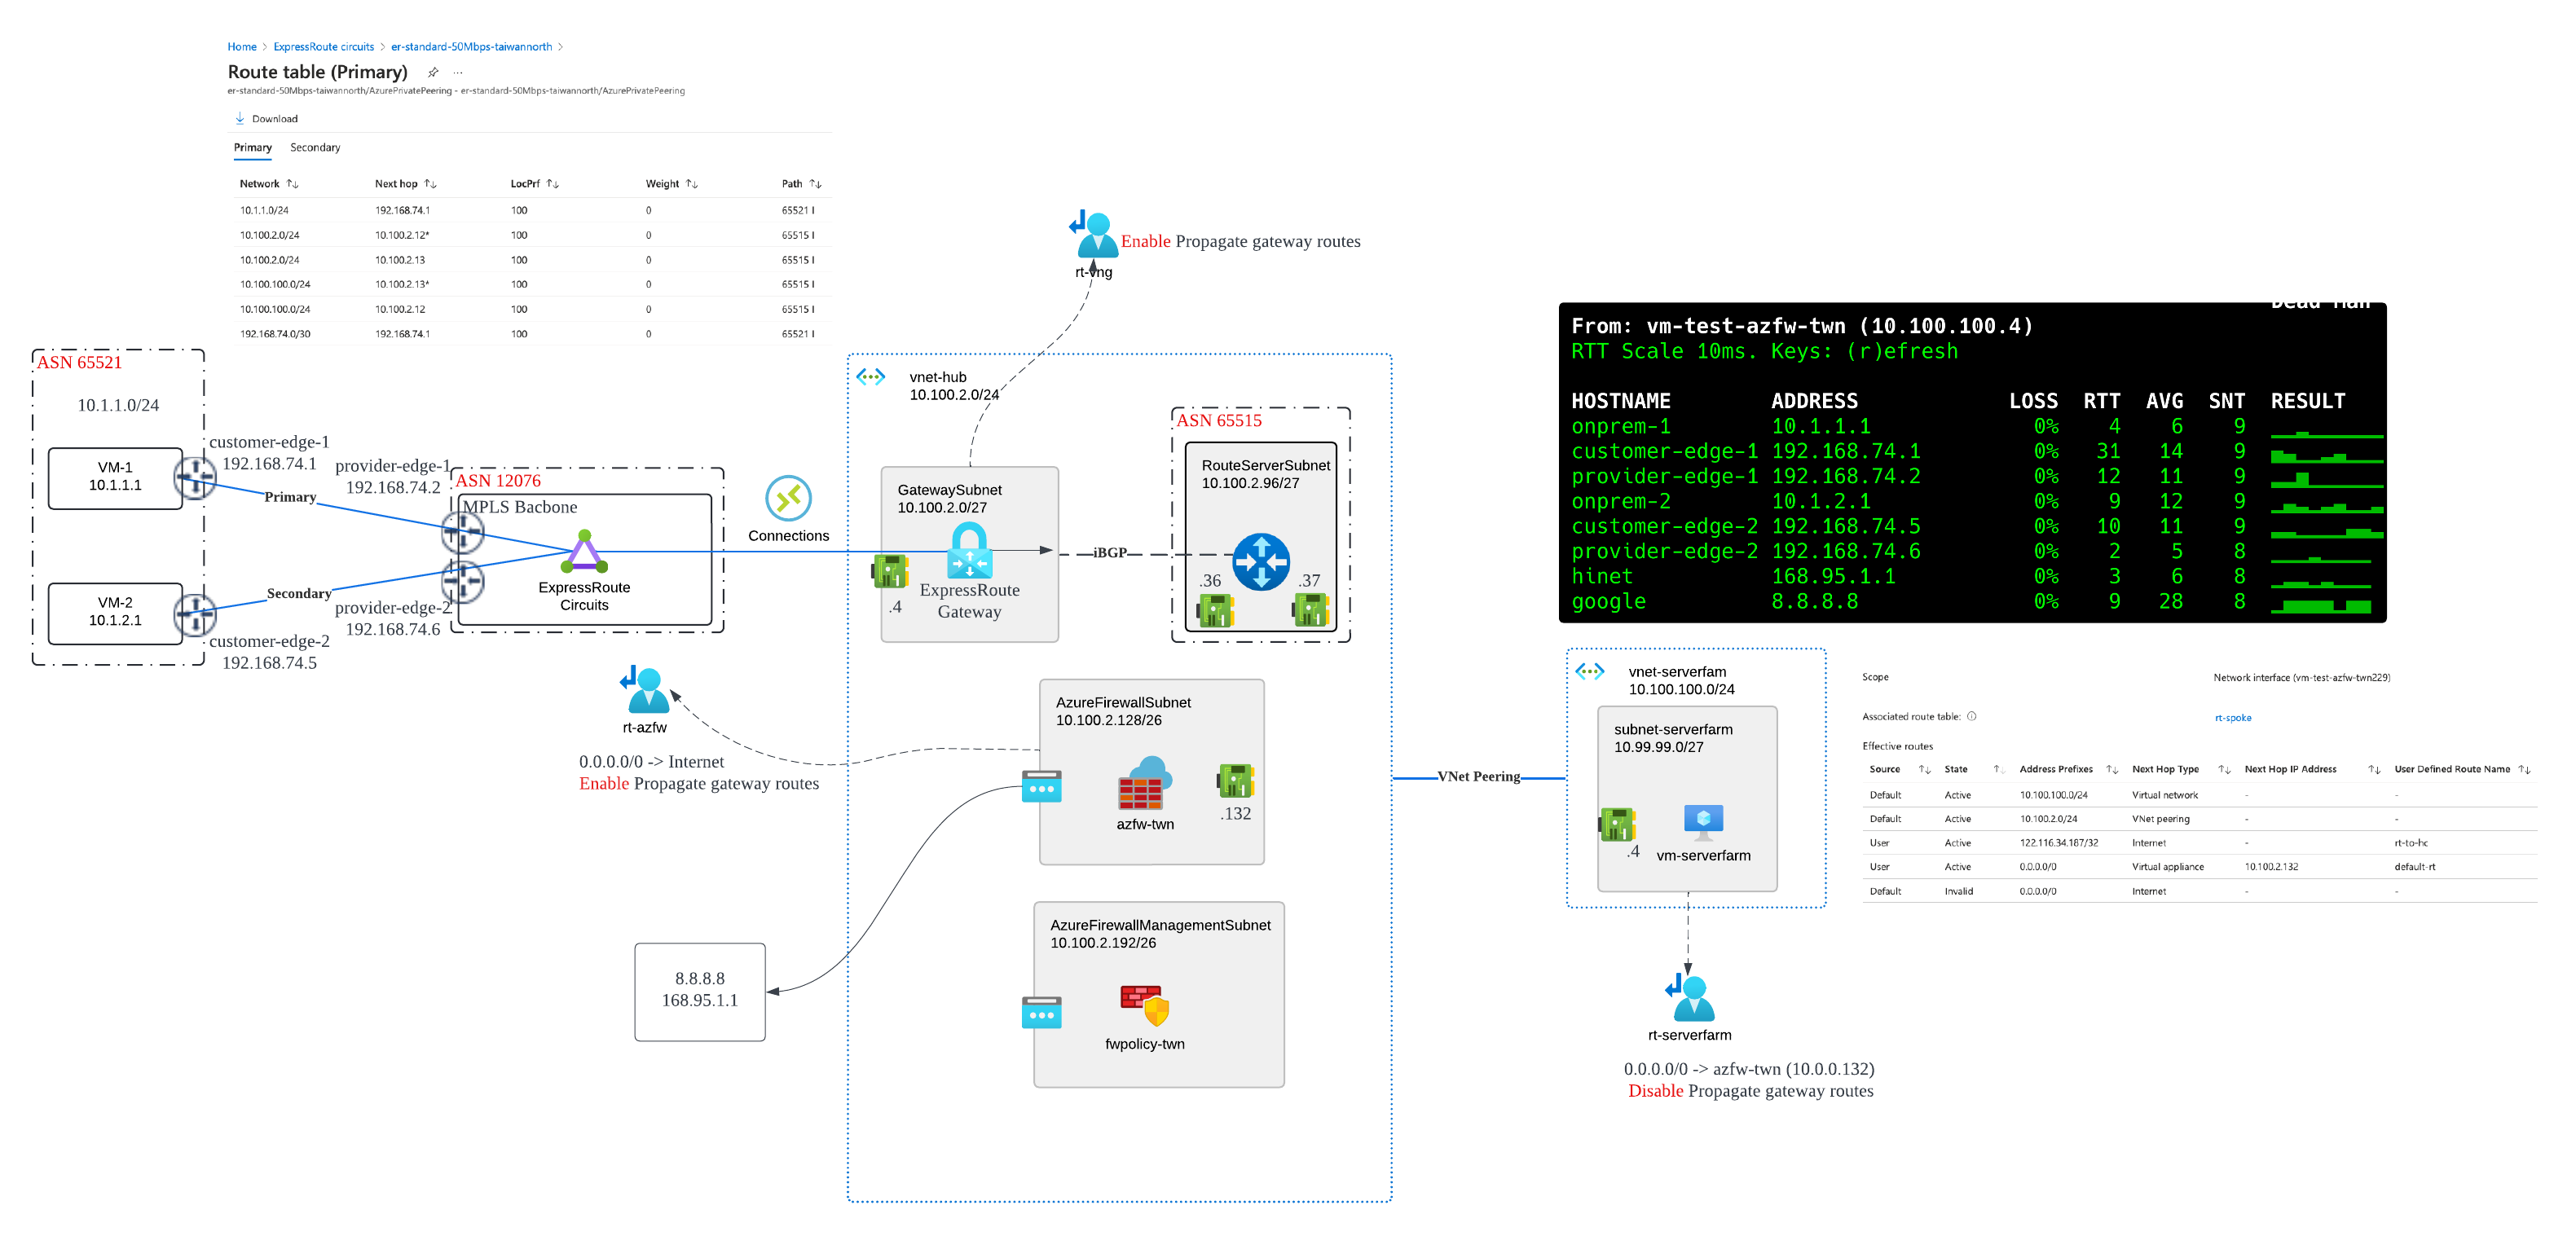 Home > ExpressRoute circuits > er-standard-50Mbps-taiwannorth >
Route table (Primary) ...
er-standard-50Mbps-taiwannorth/AzurePrivatePeering - er-standard-50Mbps-taiwannorth/AzurePrivatePeering
Download
Primary Secondary
Network ↑↓ Next hop ↑↓ LocPrf ↑↓ Weight ↑↓ Path ↑↓
10.1.1.0/24 192.168.74.1 100 0 65521 I
10.100.2.0/24 10.100.2.12* 100 0 65515 I
10.100.2.0/24 10.100.2.13 100 0 65515 I
10.100.100.0/24 10.100.2.13* 100 0 65515 I
10.100.100.0/24 10.100.2.12 100 0 65515 I
192.168.74.0/30 192.168.74.1 100 0 65521 I
ASN 65521
10.1.1.0/24
VM-1
10.1.1.1
customer-edge-1
192.168.74.1
Primary
provider-edge-1
192.168.74.2
VM-2
10.1.2.1
customer-edge-2
192.168.74.5
Secondary
provider-edge-2
192.168.74.6
ASN 12076
MPLS Bacbone
ExpressRoute
Circuits
Connections
rt-vng
Enable Propagate gateway routes
vnet-hub
10.100.2.0/24
GatewaySubnet
10.100.2.0/27
.4
ExpressRoute
Gateway
iBGP
ASN 65515
RouteServerSubnet
10.100.2.96/27
.36
.37
rt-azfw
0.0.0.0/0 -> Internet
Enable Propagate gateway routes
AzureFirewallSubnet
10.100.2.128/26
azfw-twn
.132
AzureFirewallManagementSubnet
10.100.2.192/26
fwpolicy-twn
8.8.8.8
168.95.1.1
VNet Peering
Dead Man
From: vm-test-azfw-twn (10.100.100.4)
RTT Scale 10ms. Keys: (r)efresh
HOSTNAME ADDRESS LOSS RTT AVG SNT RESULT
onprem-1 10.1.1.1 0% 4 6 9
customer-edge-1 192.168.74.1 0% 31 14 9
provider-edge-1 192.168.74.2 0% 12 11 9
onprem-2 10.1.2.1 0% 9 12 9
customer-edge-2 192.168.74.5 0% 10 11 9
provider-edge-2 192.168.74.6 0% 2 5 8
hinet 168.95.1.1 0% 3 6 8
google 8.8.8.8 0% 9 28 8
vnet-serverfam
10.100.100.0/24
subnet-serverfarm
10.99.99.0/27
.4
vm-serverfarm
rt-serverfarm
0.0.0.0/0 -> azfw-twn (10.0.0.132)
Disable Propagate gateway routes
Scope Network interface (vm-test-azfw-twn229)
Associated route table: rt-spoke
Effective routes
Source ↑↓ State ↑↓ Address Prefixes ↑↓ Next Hop Type ↑↓ Next Hop IP Address ↑↓ User Defined Route Name ↑↓
Default Active 10.100.100.0/24 Virtual network - -
Default Active 10.100.2.0/24 VNet peering - -
User Active 122.116.34.187/32 Internet - rt-to-hc
User Active 0.0.0.0/0 Virtual appliance 10.100.2.132 default-rt
Default Invalid 0.0.0.0/0 Internet - -